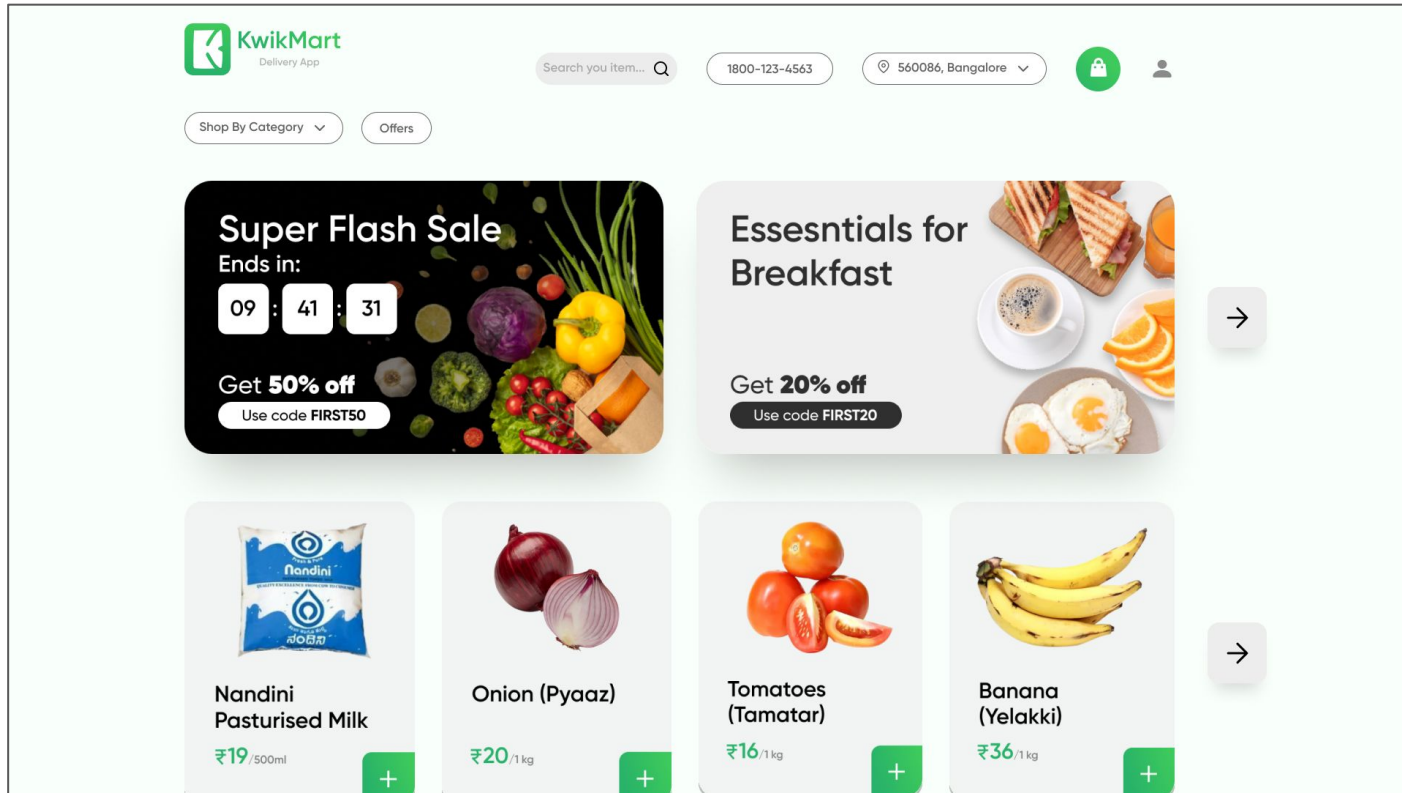 KwikMart
Delivery App
Search you item...
1800-123-4563
560086, Bangalore
Shop By Category
Offers
Super Flash Sale
Ends in:
09 : 41 : 31
Get 50% off
Use code FIRST50
Essesntials for
Breakfast
Get 20% off
Use code FIRST20
Nandini
ನಂದಿನಿ
Nandini
Pasturised Milk
₹19/500ml
+
Onion (Pyaaz)
₹20/1 kg
+
Tomatoes
(Tamatar)
₹16/1 kg
+
Banana
(Yelakki)
₹36/1 kg
+